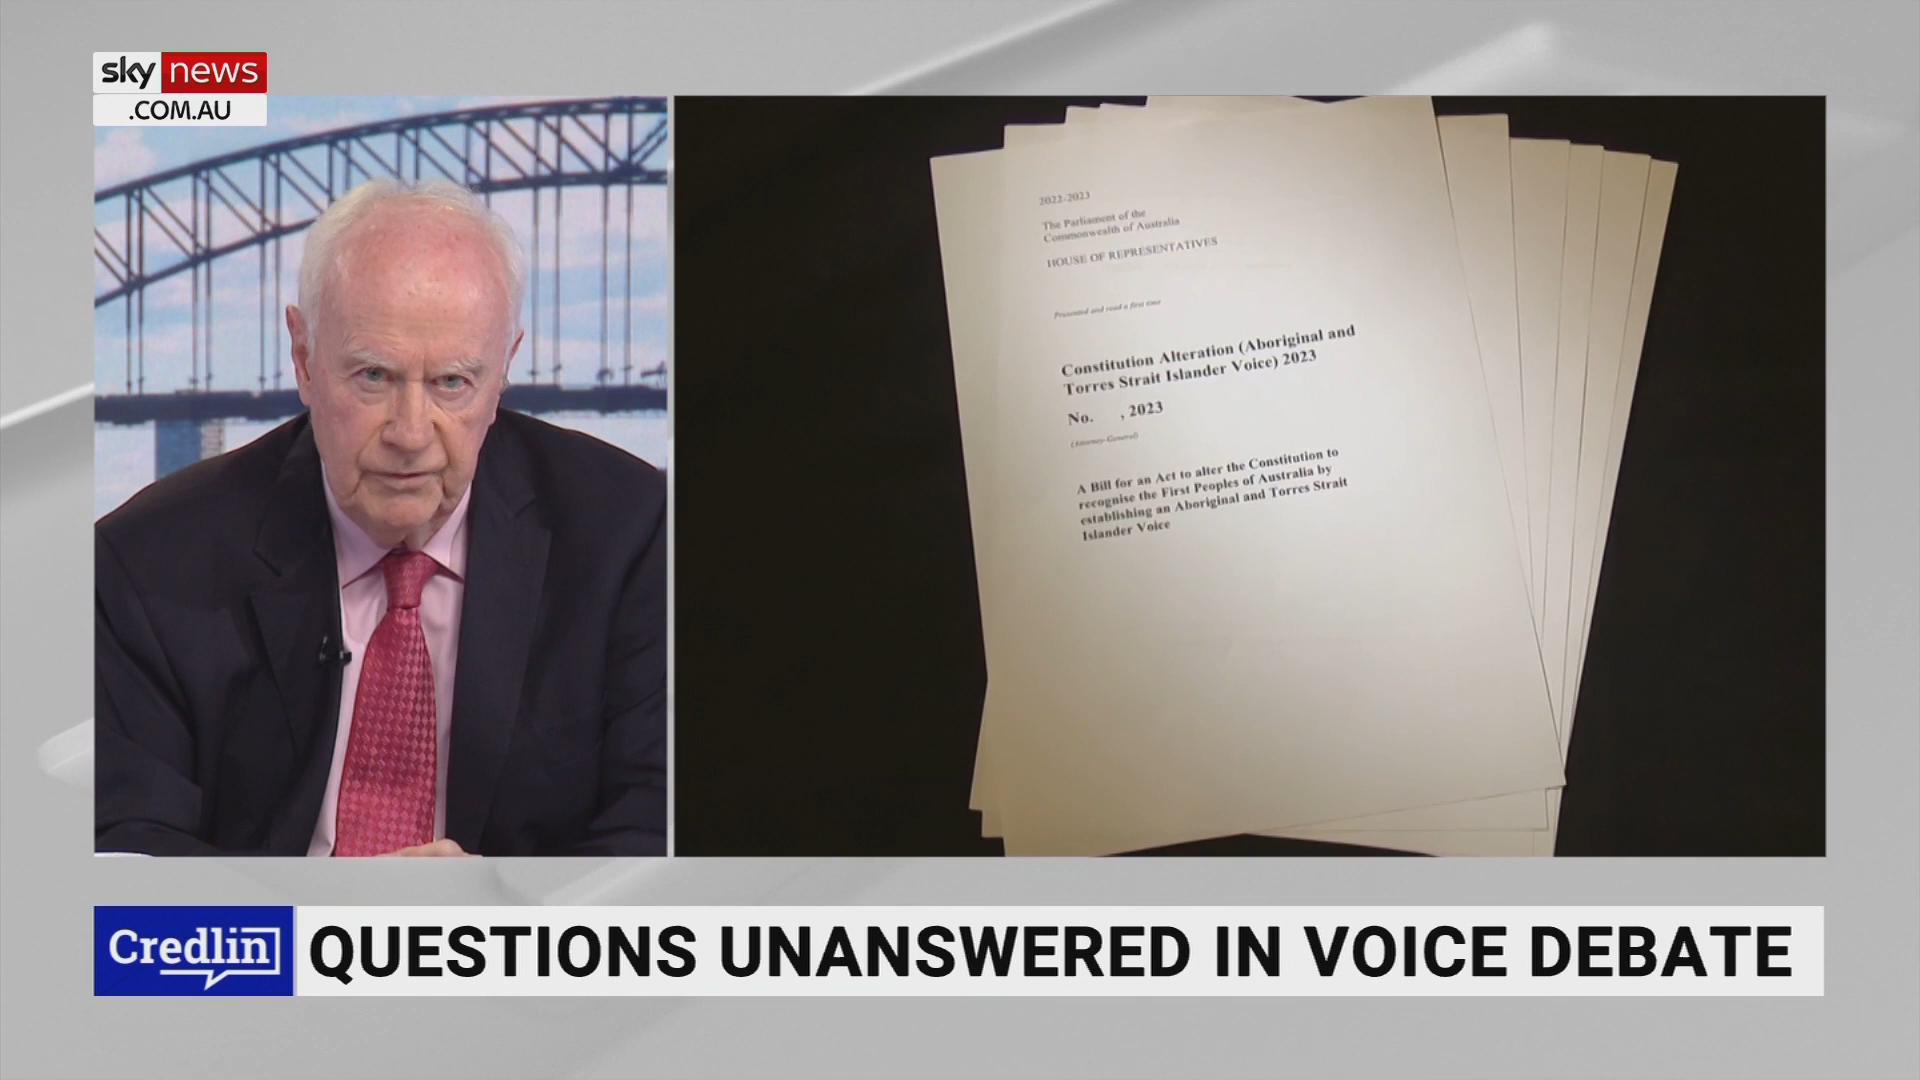 sky news
.COM.AU
2022-2023
The Parliament of the
Commonwealth of Australia
HOUSE OF REPRESENTATIVES
Presented and read a first time
Constitution Alteration (Aboriginal and
Torres Strait Islander Voice) 2023
No. , 2023
(Attorney-General)
A Bill for an Act to alter the Constitution to
recognise the First Peoples of Australia by
establishing an Aboriginal and Torres Strait
Islander Voice
Credlin
QUESTIONS UNANSWERED IN VOICE DEBATE